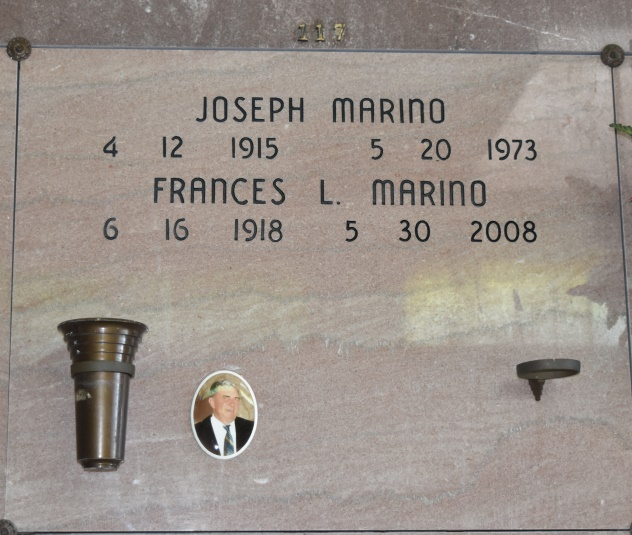 217
JOSEPH MARINO
4 12 1915 5 20 1973
FRANCES L. MARINO
6 16 1918 5 30 2008